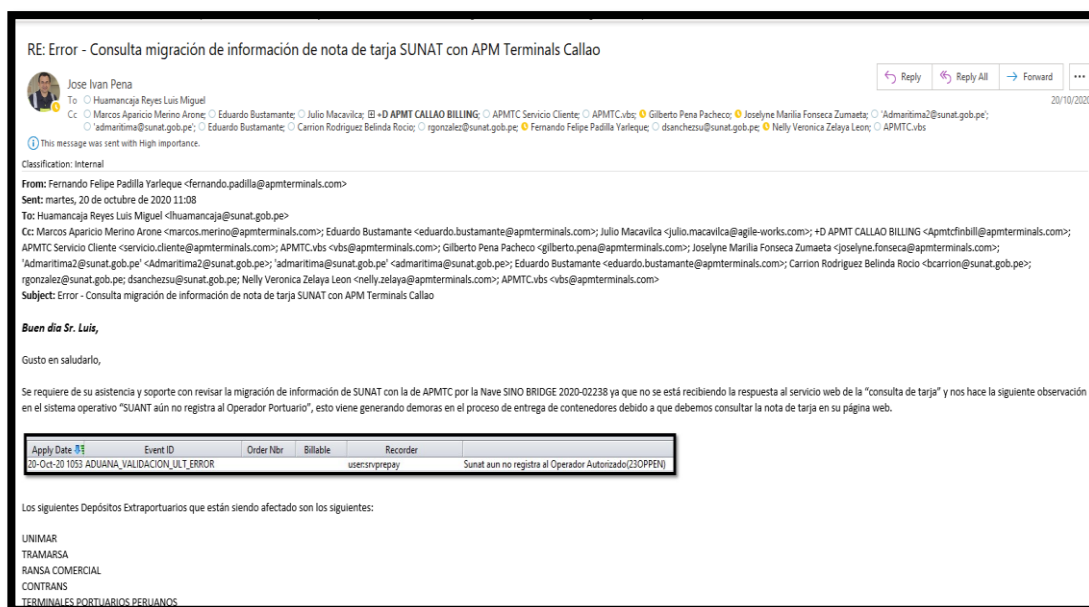 RE: Error - Consulta migración de información de nota de tarja SUNAT con APM Terminals Callao
Jose Ivan Pena
To Huamancaja Reyes Luis Miguel
Cc Marcos Aparicio Merino Arone; Eduardo Bustamante; Julio Macavilca; +D APMT CALLAO BILLING; APMTC Servicio Cliente; APMTC.vbs; Gilberto Pena Pacheco; Joselyne Marilia Fonseca Zumaeta; 'Admaritima2@sunat.gob.pe';
'admaritima@sunat.gob.pe'; Eduardo Bustamante; Carrion Rodriguez Belinda Rocio; rgonzalez@sunat.gob.pe; Fernando Felipe Padilla Yarleque; dsanchezsu@sunat.gob.pe; Nelly Veronica Zelaya Leon; APMTC.vbs
Reply Reply All Forward ...
20/10/2020
This message was sent with High importance.
Classification: Internal
From: Fernando Felipe Padilla Yarleque <fernando.padilla@apmterminals.com>
Sent: martes, 20 de octubre de 2020 11:08
To: Huamancaja Reyes Luis Miguel <lhuamancaja@sunat.gob.pe>
Cc: Marcos Aparicio Merino Arone <marcos.merino@apmterminals.com>; Eduardo Bustamante <eduardo.bustamante@apmterminals.com>; Julio Macavilca <julio.macavilca@agile-works.com>; +D APMT CALLAO BILLING <Apmtcfinbill@apmterminals.com>;
APMTC Servicio Cliente <servicio.cliente@apmterminals.com>; APMTC.vbs <vbs@apmterminals.com>; Gilberto Pena Pacheco <gilberto.pena@apmterminals.com>; Joselyne Marilia Fonseca Zumaeta <joselyne.fonseca@apmterminals.com>;
'Admaritima2@sunat.gob.pe' <Admaritima2@sunat.gob.pe>; 'admaritima@sunat.gob.pe' <admaritima@sunat.gob.pe>; Eduardo Bustamante <eduardo.bustamante@apmterminals.com>; Carrion Rodriguez Belinda Rocio <bcarrion@sunat.gob.pe>;
rgonzalez@sunat.gob.pe; dsanchezsu@sunat.gob.pe; Nelly Veronica Zelaya Leon <nelly.zelaya@apmterminals.com>; APMTC.vbs <vbs@apmterminals.com>
Subject: Error - Consulta migración de información de nota de tarja SUNAT con APM Terminals Callao
Buen día Sr. Luis,
Gusto en saludarlo,
Se requiere de su asistencia y soporte con revisar la migración de información de SUNAT con la de APMTC por la Nave SINO BRIDGE 2020-02238 ya que no se está recibiendo la respuesta al servicio web de la "consulta de tarja" y nos hace la siguiente observación
en el sistema operativo "SUANT aún no registra al Operador Portuario", esto viene generando demoras en el proceso de entrega de contenedores debido a que debemos consultar la nota de tarja en su página web.
Apply Date Event ID Order Nbr Billable Recorder
20-Oct-20 1053 ADUANA_VALIDACION_ULT_ERROR user:srvprepay Sunat aun no registra al Operador Autorizado(23OPPEN)
Los siguientes Depósitos Extraportuarios que están siendo afectado son los siguientes:
UNIMAR
TRAMARSA
RANSA COMERCIAL
CONTRANS
TERMINALES PORTUARIOS PERUANOS